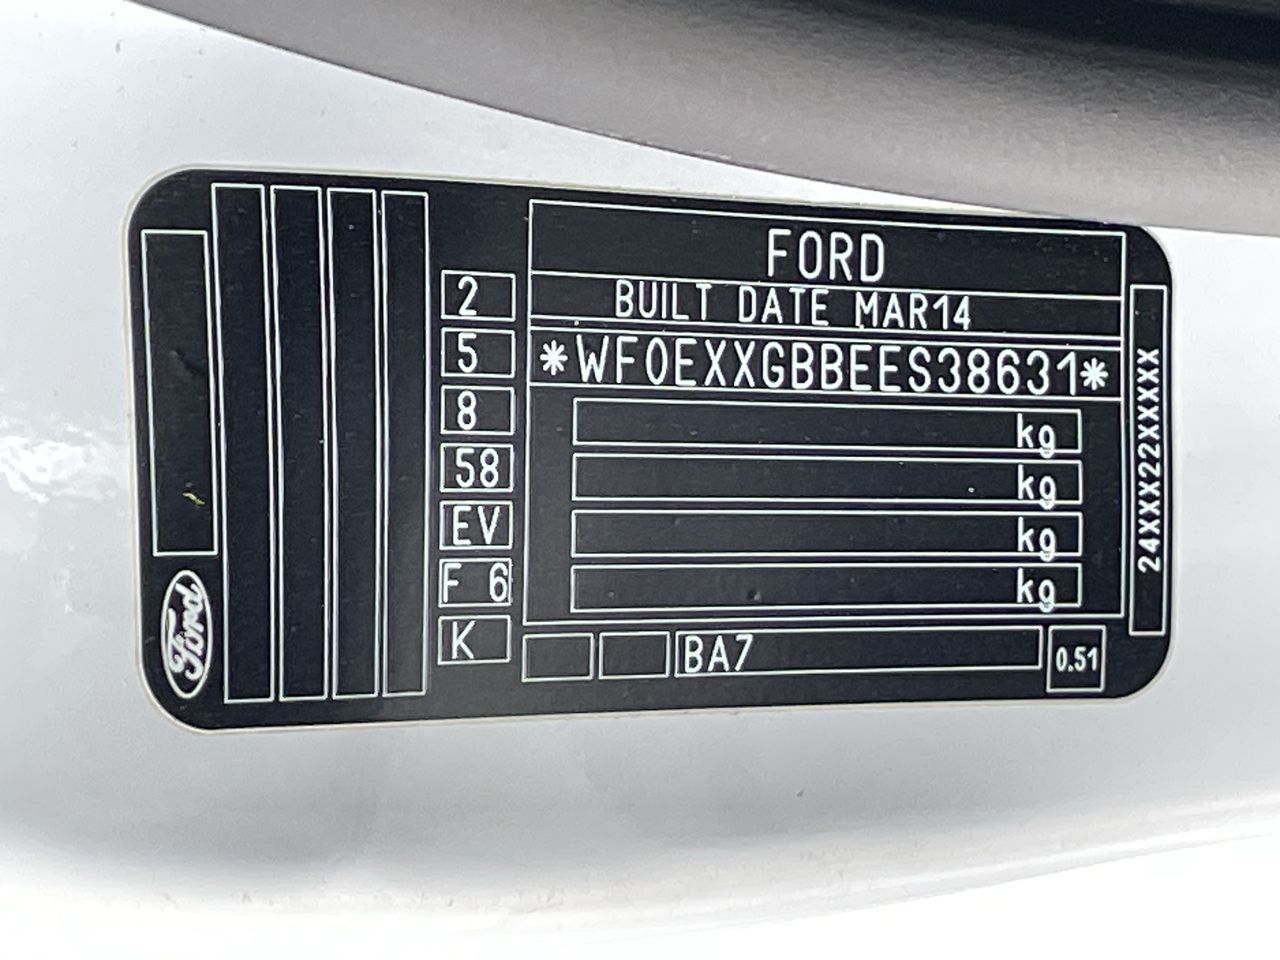 FORD
BUILT DATE MAR14
*WF0EXXGBBEES38631*
2
5
8
58
EV
F 6
K
kg
kg
kg
kg
BA7
0.51
24XXX22XXXXX
Ford